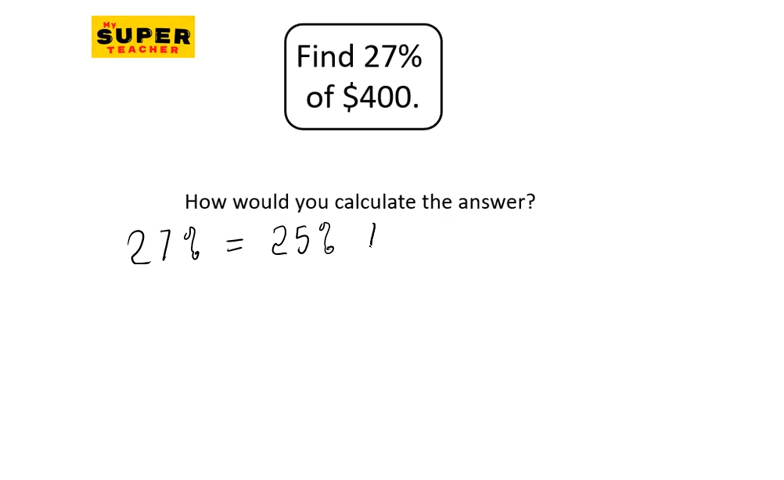 My
SUPER
TEACHER
Find 27%
of $400.
How would you calculate the answer?
27% = 25%